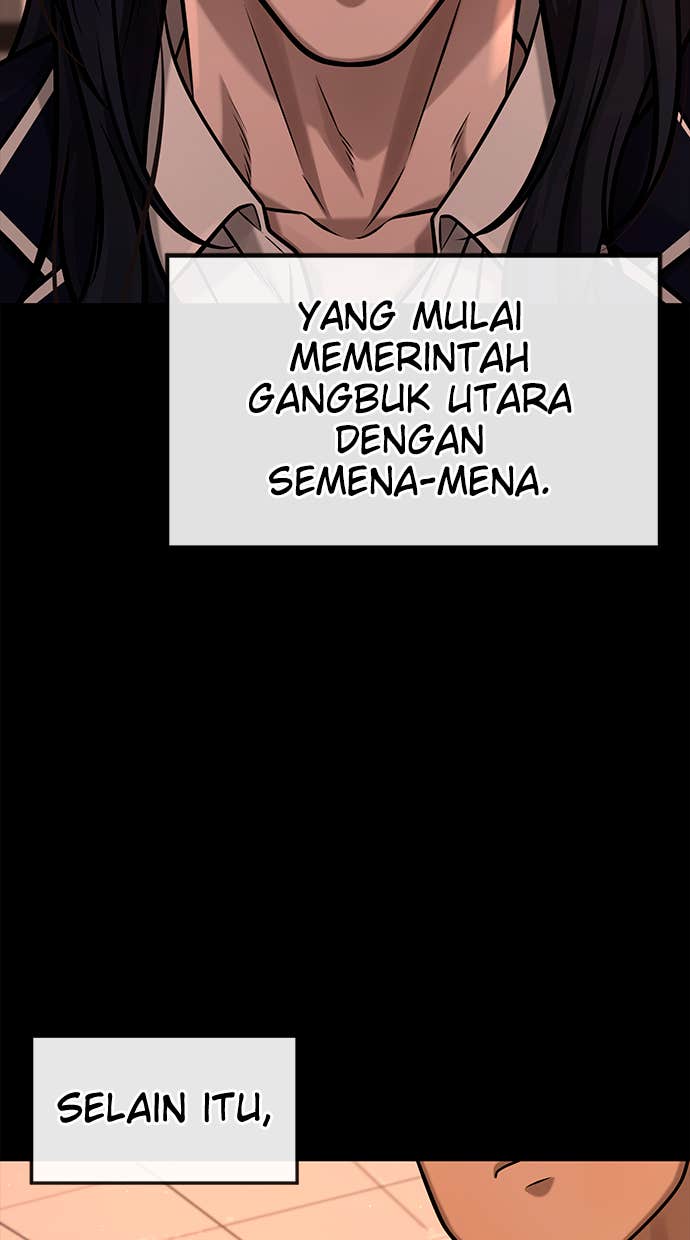 YANG MULAI
MEMERINTAH
GANGBUK UTARA
DENGAN
SEMENA-MENA.
SELAIN ITU,